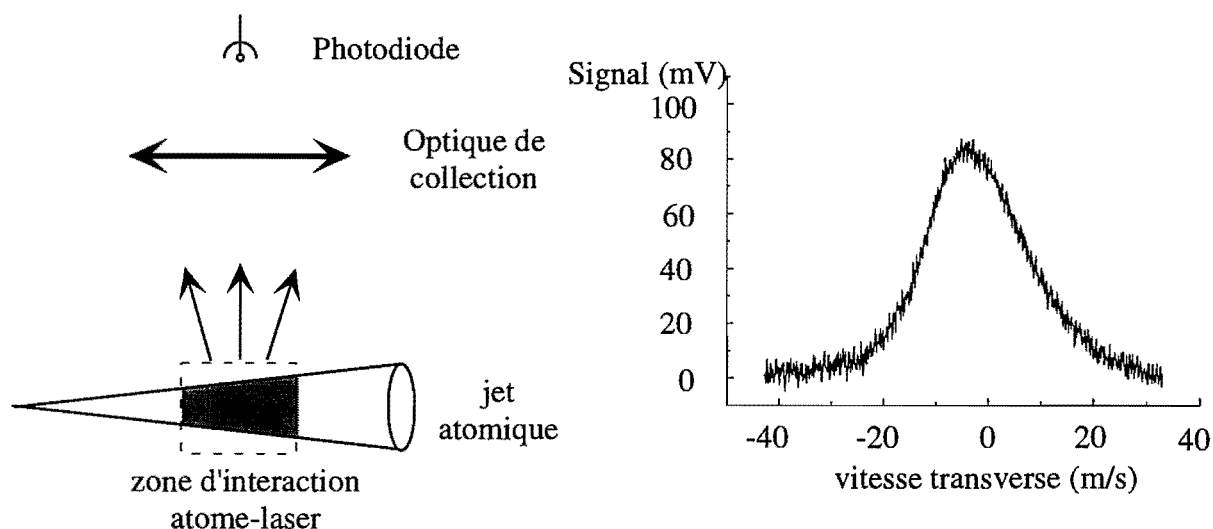 Photodiode
Optique de
collection
jet
atomique
zone d'interaction
atome-laser
Signal (mV)
100
80
60
40
20
0
-40 -20 0 20 40
vitesse transverse (m/s)